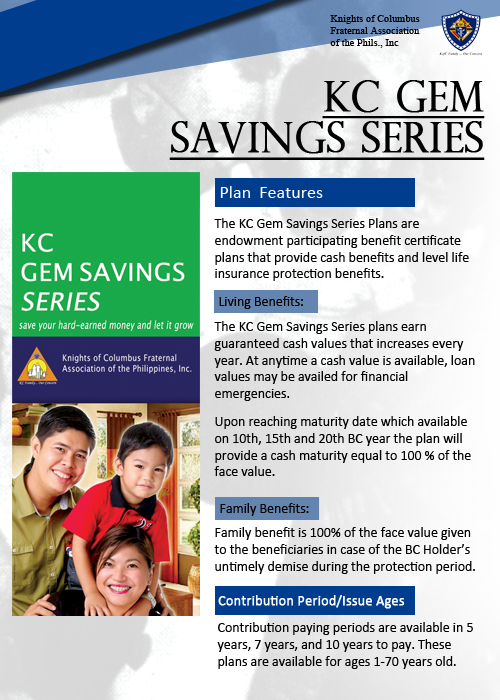 Knights of Columbus
Fraternal Association
of the Phils., Inc
KofC Family - Our Concern
KC GEM
SAVINGS SERIES
KC
GEM SAVINGS
SERIES
save your hard-earned money and let it grow
Knights of Columbus Fraternal
Association of the Philippines, Inc.
KC Family... Our Concern
Plan Features
The KC Gem Savings Series Plans are
endowment participating benefit certificate
plans that provide cash benefits and level life
insurance protection benefits.
Living Benefits:
The KC Gem Savings Series plans earn
guaranteed cash values that increases every
year. At anytime a cash value is available, loan
values may be availed for financial
emergencies.
Upon reaching maturity date which available
on 10th, 15th and 20th BC year the plan will
provide a cash maturity equal to 100 % of the
face value.
Family Benefits:
Family benefit is 100% of the face value given
to the beneficiaries in case of the BC Holder's
untimely demise during the protection period.
Contribution Period/Issue Ages
Contribution paying periods are available in 5
years, 7 years, and 10 years to pay. These
plans are available for ages 1-70 years old.